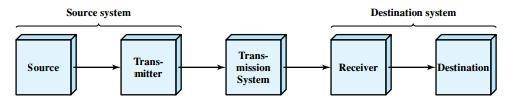 Source system
Destination system
Source
Trans-
mitter
Trans-
mission
System
Receiver
Destination